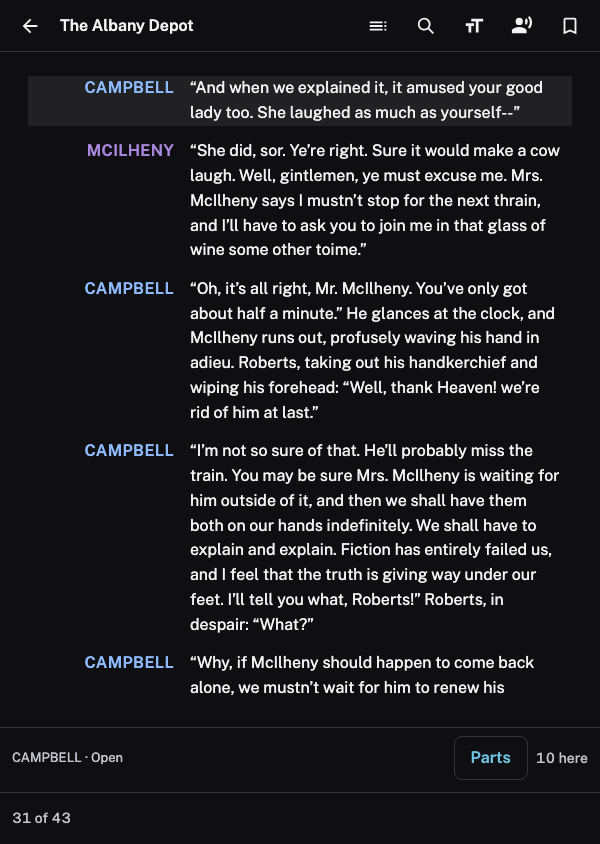 The Albany Depot
CAMPBELL “And when we explained it, it amused your good
lady too. She laughed as much as yourself--”
MCILHENY “She did, sor. Ye’re right. Sure it would make a cow
laugh. Well, gintlemen, ye must excuse me. Mrs.
McIlheny says I mustn’t stop for the next thrain,
and I’ll have to ask you to join me in that glass of
wine some other toime.”
CAMPBELL “Oh, it’s all right, Mr. McIlheny. You’ve only got
about half a minute.” He glances at the clock, and
McIlheny runs out, profusely waving his hand in
adieu. Roberts, taking out his handkerchief and
wiping his forehead: “Well, thank Heaven! we’re
rid of him at last.”
CAMPBELL “I’m not so sure of that. He’ll probably miss the
train. You may be sure Mrs. McIlheny is waiting for
him outside of it, and then we shall have them
both on our hands indefinitely. We shall have to
explain and explain. Fiction has entirely failed us,
and I feel that the truth is giving way under our
feet. I’ll tell you what, Roberts!” Roberts, in
despair: “What?”
CAMPBELL “Why, if McIlheny should happen to come back
alone, we mustn’t wait for him to renew his
CAMPBELL · Open Parts 10 here
31 of 43